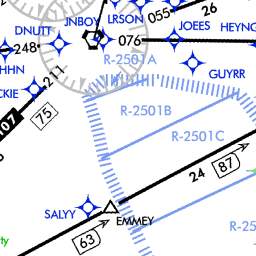 LRSON
055
26
JNBOY
JOEES
HEYN
DNUTT
248
076
HHN
R-2501A
GUYRR
CKIE
211
107
75
R-2501B
R-2501C
24
87
SALYY
EMMEY
R-25
63
ty